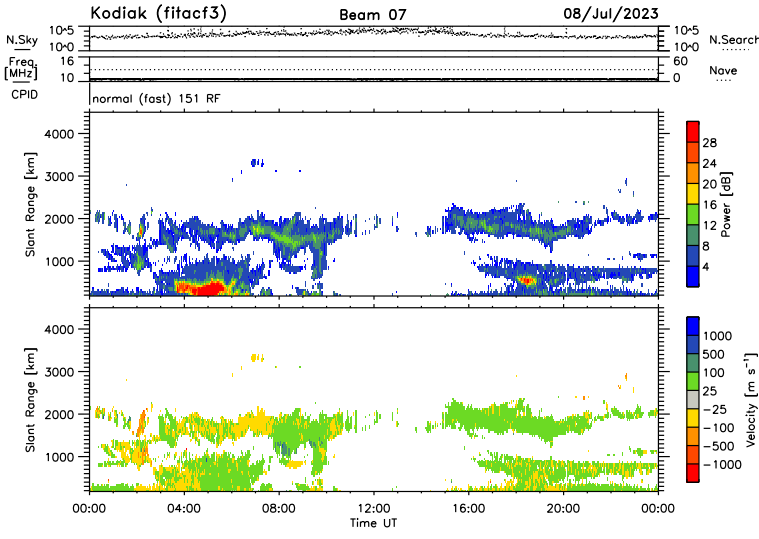 Kodiak (fitacf3) Beam 07 08/Jul/2023
N.Sky 10^5 10^0 10^5 10^0 N.Search
Freq. [MHz] 16 10 60 0 Nave
CPID normal (fast) 151 RF
Slant Range [km] 4000 3000 2000 1000
28 24 20 16 12 8 4 Power [dB]
Slant Range [km] 4000 3000 2000 1000
1000 500 100 25 −25 −100 −500 −1000 Velocity [m s⁻¹]
00:00 04:00 08:00 12:00 16:00 20:00 00:00
Time UT